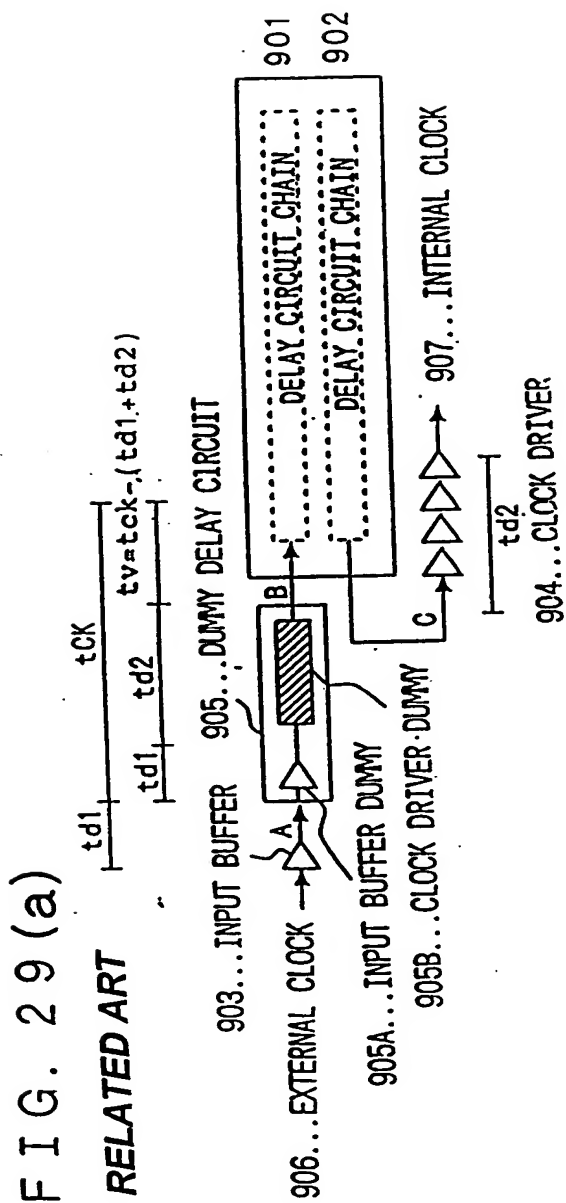 FIG. 29(a)
RELATED ART
td1
tCK
td1
td2
tv=tck-(td1+td2)
903...INPUT BUFFER
905...DUMMY DELAY CIRCUIT
906...EXTERNAL CLOCK
A
B
DELAY CIRCUIT CHAIN
901
DELAY CIRCUIT CHAIN
902
905A...INPUT BUFFER DUMMY
905B...CLOCK DRIVER DUMMY
C
907...INTERNAL CLOCK
td2
904...CLOCK DRIVER